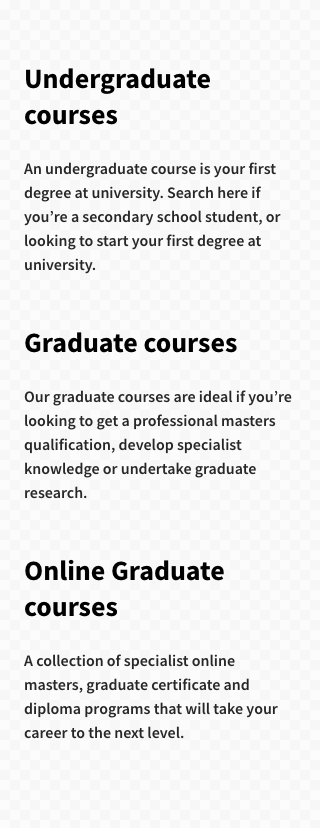 Undergraduate
courses
An undergraduate course is your first
degree at university. Search here if
you’re a secondary school student, or
looking to start your first degree at
university.
Graduate courses
Our graduate courses are ideal if you’re
looking to get a professional masters
qualification, develop specialist
knowledge or undertake graduate
research.
Online Graduate
courses
A collection of specialist online
masters, graduate certificate and
diploma programs that will take your
career to the next level.